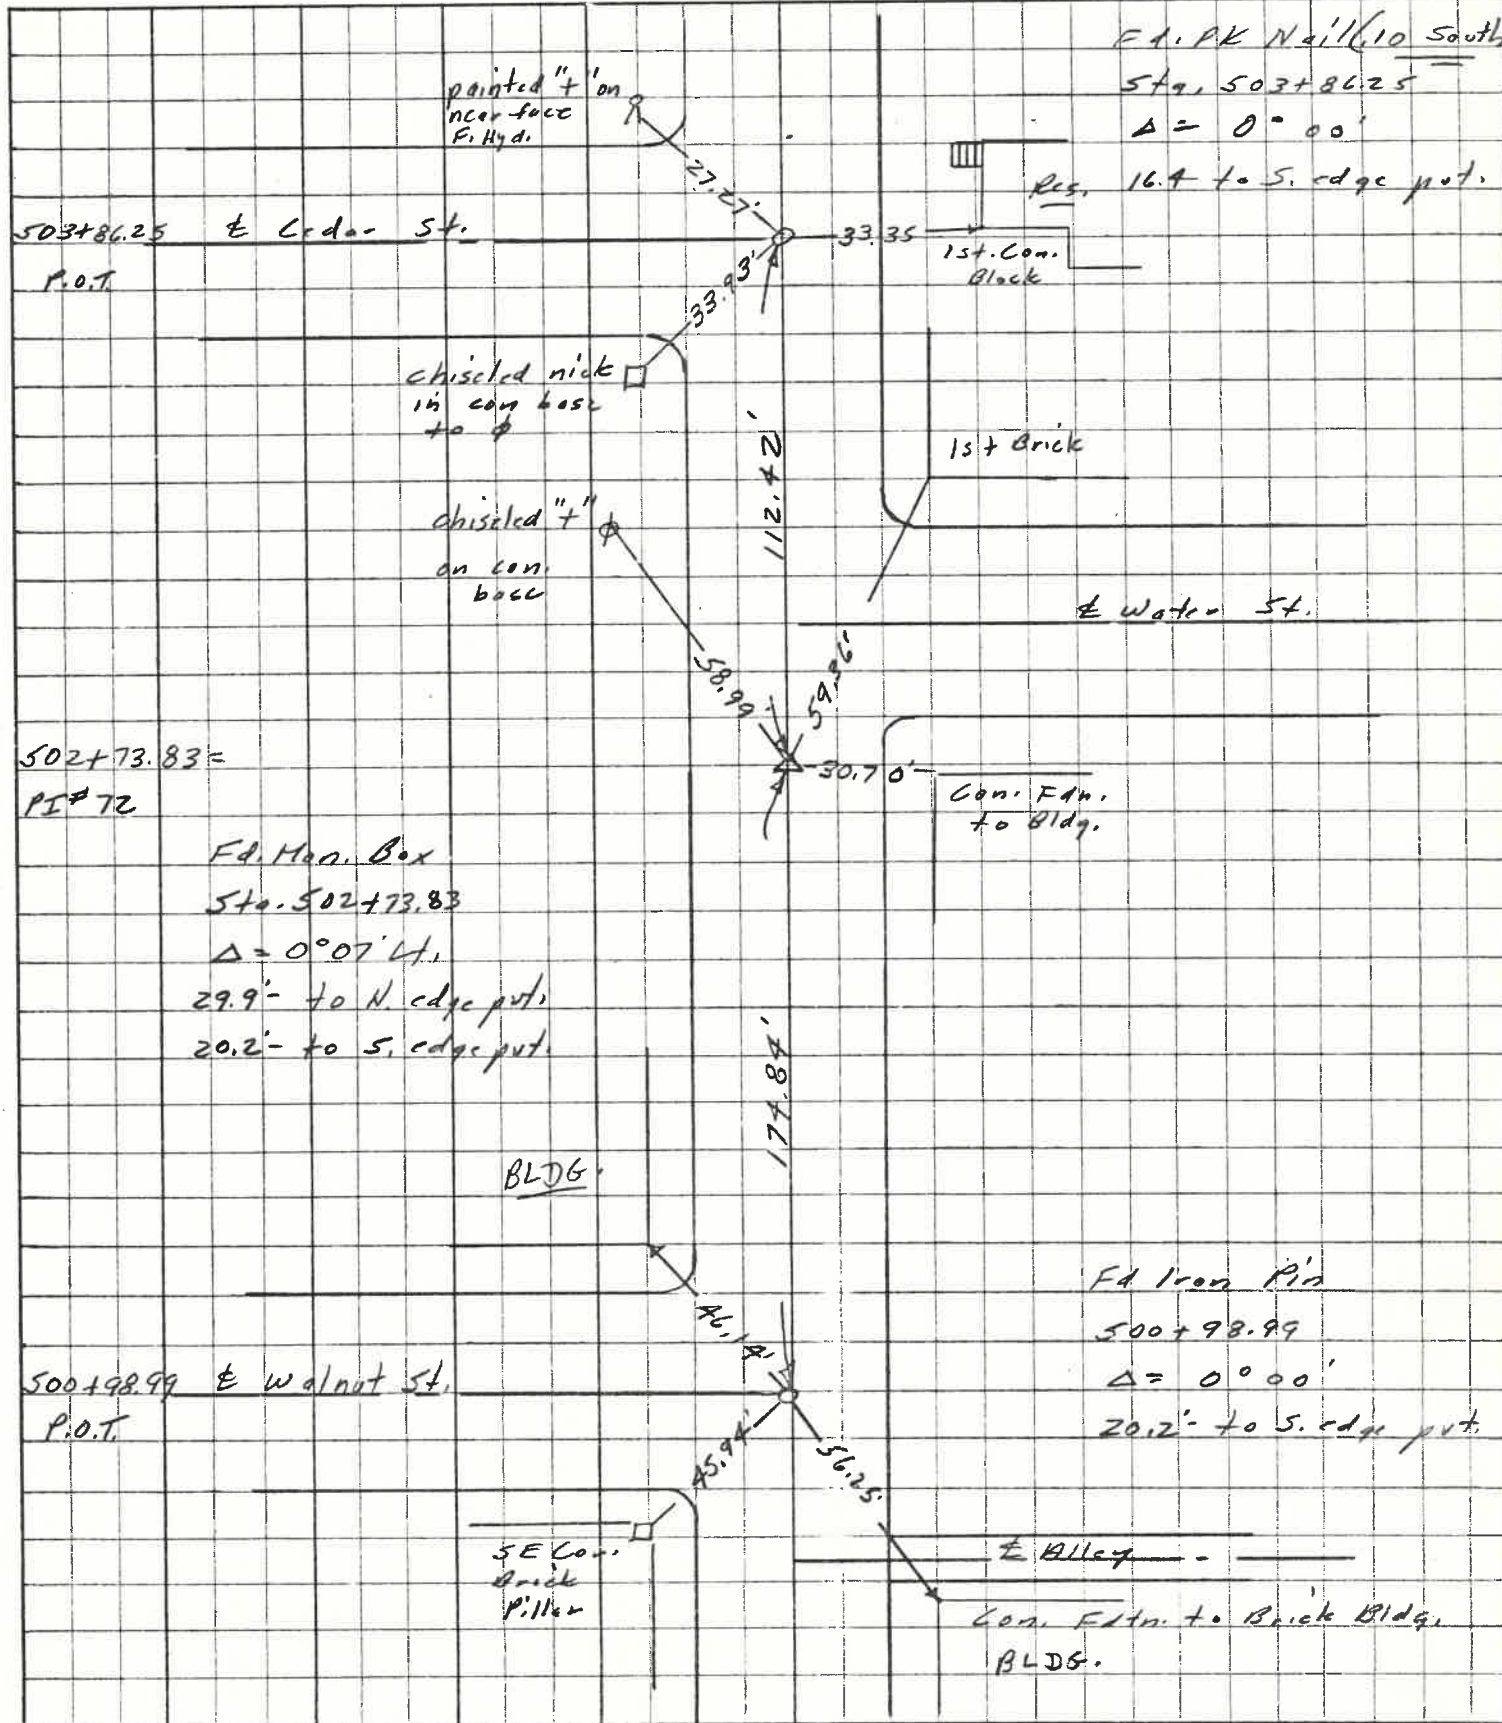 Fd. PK Nail (.10 South
Sta. 503+86.25
Δ = 0° 00'
16.4 to S. edge pvt.
painted "+" on
near face
F. Hyd.
27.27'
Res.
503+86.25 ℄ Cedar St.
P.O.T.
33.35
1st. Con.
Block
33.93'
chiseled nick
in con base
to ϕ
112.42'
1st Brick
chiseled "+"
on con.
base
℄ Water St.
58.99'
59.36'
502+73.83 =
PI# 72
30.70'
Con. Fdn.
to Bldg.
Fd. Mon. Box
Sta. 502+73.83
Δ = 0°07' Lt.
29.9'- to N. edge pvt.
20.2'- to S. edge pvt.
174.84'
BLDG.
Fd Iron Pin
500+98.99
Δ = 0° 00'
20.2'- to S. edge pvt.
46.14'
500+98.99 ℄ Walnut St.
P.O.T.
45.94'
56.25'
SE Cor.
Brick
Piller
℄ Alley
Con. Fdtn. to Brick Bldg.
BLDG.